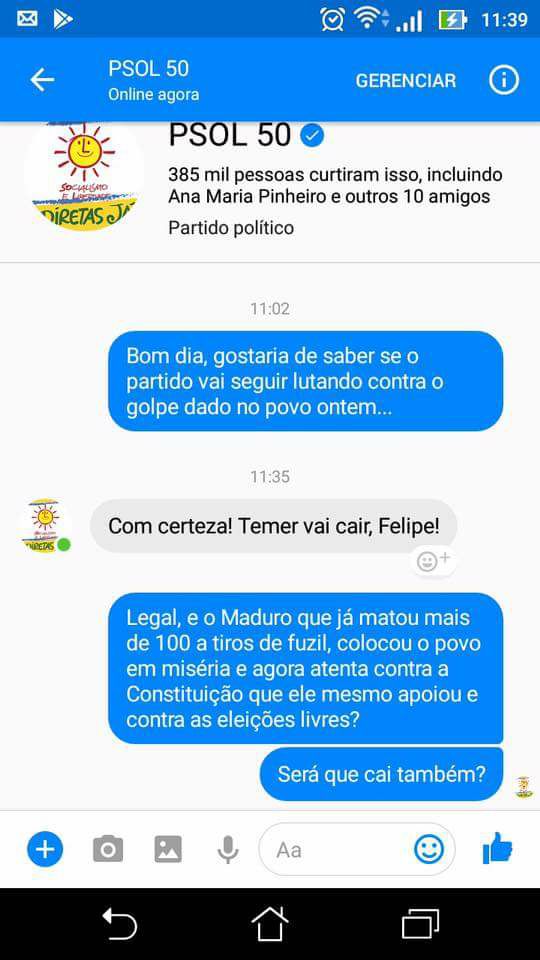 11:39
PSOL 50
Online agora
GERENCIAR
SOCIALISMO
E LIBERDADE
DIRETAS JÁ
PSOL 50
385 mil pessoas curtiram isso, incluindo
Ana Maria Pinheiro e outros 10 amigos
Partido político
11:02
Bom dia, gostaria de saber se o
partido vai seguir lutando contra o
golpe dado no povo ontem...
11:35
Com certeza! Temer vai cair, Felipe!
Legal, e o Maduro que já matou mais
de 100 a tiros de fuzil, colocou o povo
em miséria e agora atenta contra a
Constituição que ele mesmo apoiou e
contra as eleições livres?
Será que cai também?
Aa